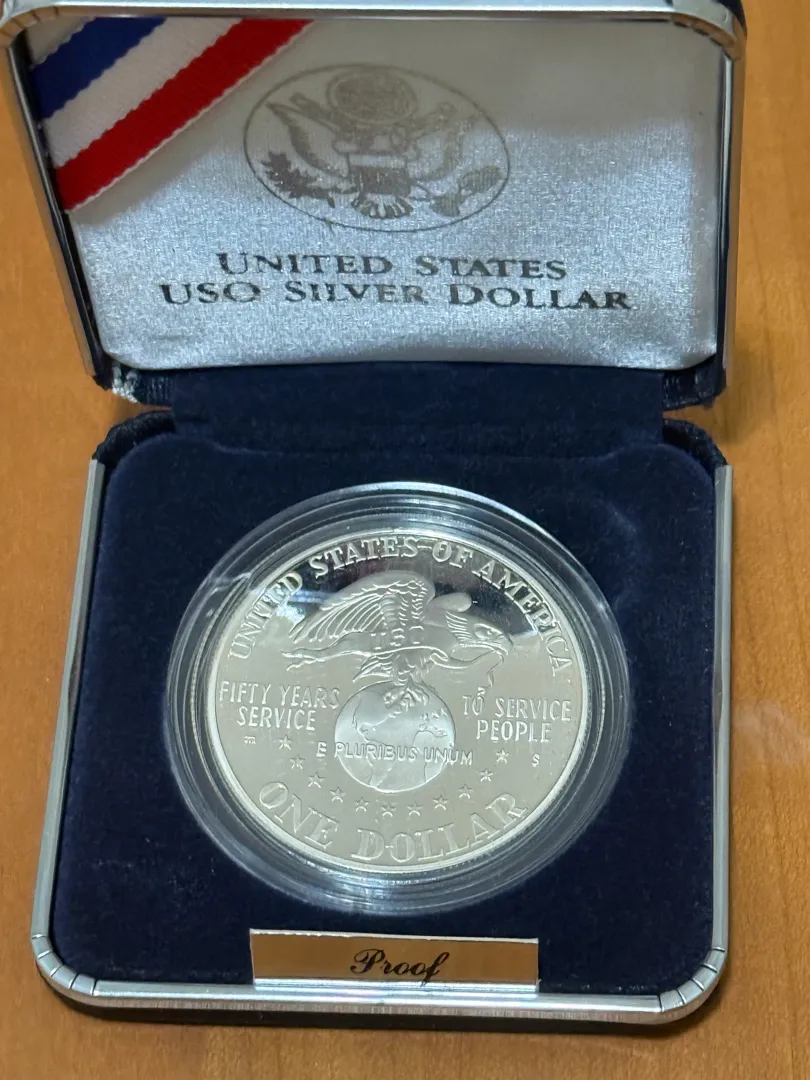 UNITED STATES
USO SILVER DOLLAR
UNITED STATES OF AMERICA
USO
FIFTY YEARS
SERVICE
TO SERVICE
PEOPLE
E PLURIBUS UNUM
S
ONE DOLLAR
Proof